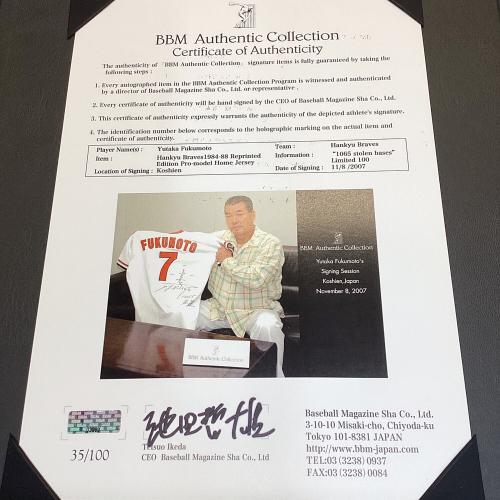 BBM Authentic Collection
Certificate of Authenticity
The authenticity of "BBM Authentic Collection" signature items is fully guaranteed by taking the
following steps :
1. Every autographed item in the BBM Authentic Collection Program is witnessed and authenticated
by a director of Baseball Magazine Sha Co., Ltd. or representative .
2. Every certificate of authenticity will be hand signed by the CEO of Baseball Magazine Sha Co., Ltd.
3. This certificate of authenticity expressly warrants the authenticity of the depicted athlete's signature.
4. The identification number below corresponds to the holographic marking on the actual item and
certificate of authenticity.
Player Name(s) : Yutaka Fukumoto Team : Hankyu Braves
Item : Hankyu Braves1984-88 Reprinted Information : "1065 stolen bases"
Edition Pro-model Home Jersey Limited 100
Location of Signing : Koshien Date of Signing : 11/8 /2007
FUKUMOTO
7
BBM Authentic Collection
BBM Authentic Collection
Yutaka Fukumoto's
Signing Session
Koshien,Japan
November 8, 2007
35/100
Tetsuo Ikeda
CEO Baseball Magazine Sha Co., Ltd
Baseball Magazine Sha Co., Ltd.
3-10-10 Misaki-cho, Chiyoda-ku
Tokyo 101-8381 JAPAN
http://www.bbm-japan.com
TEL:03 (3238) 0937
FAX:03 (3238) 0084